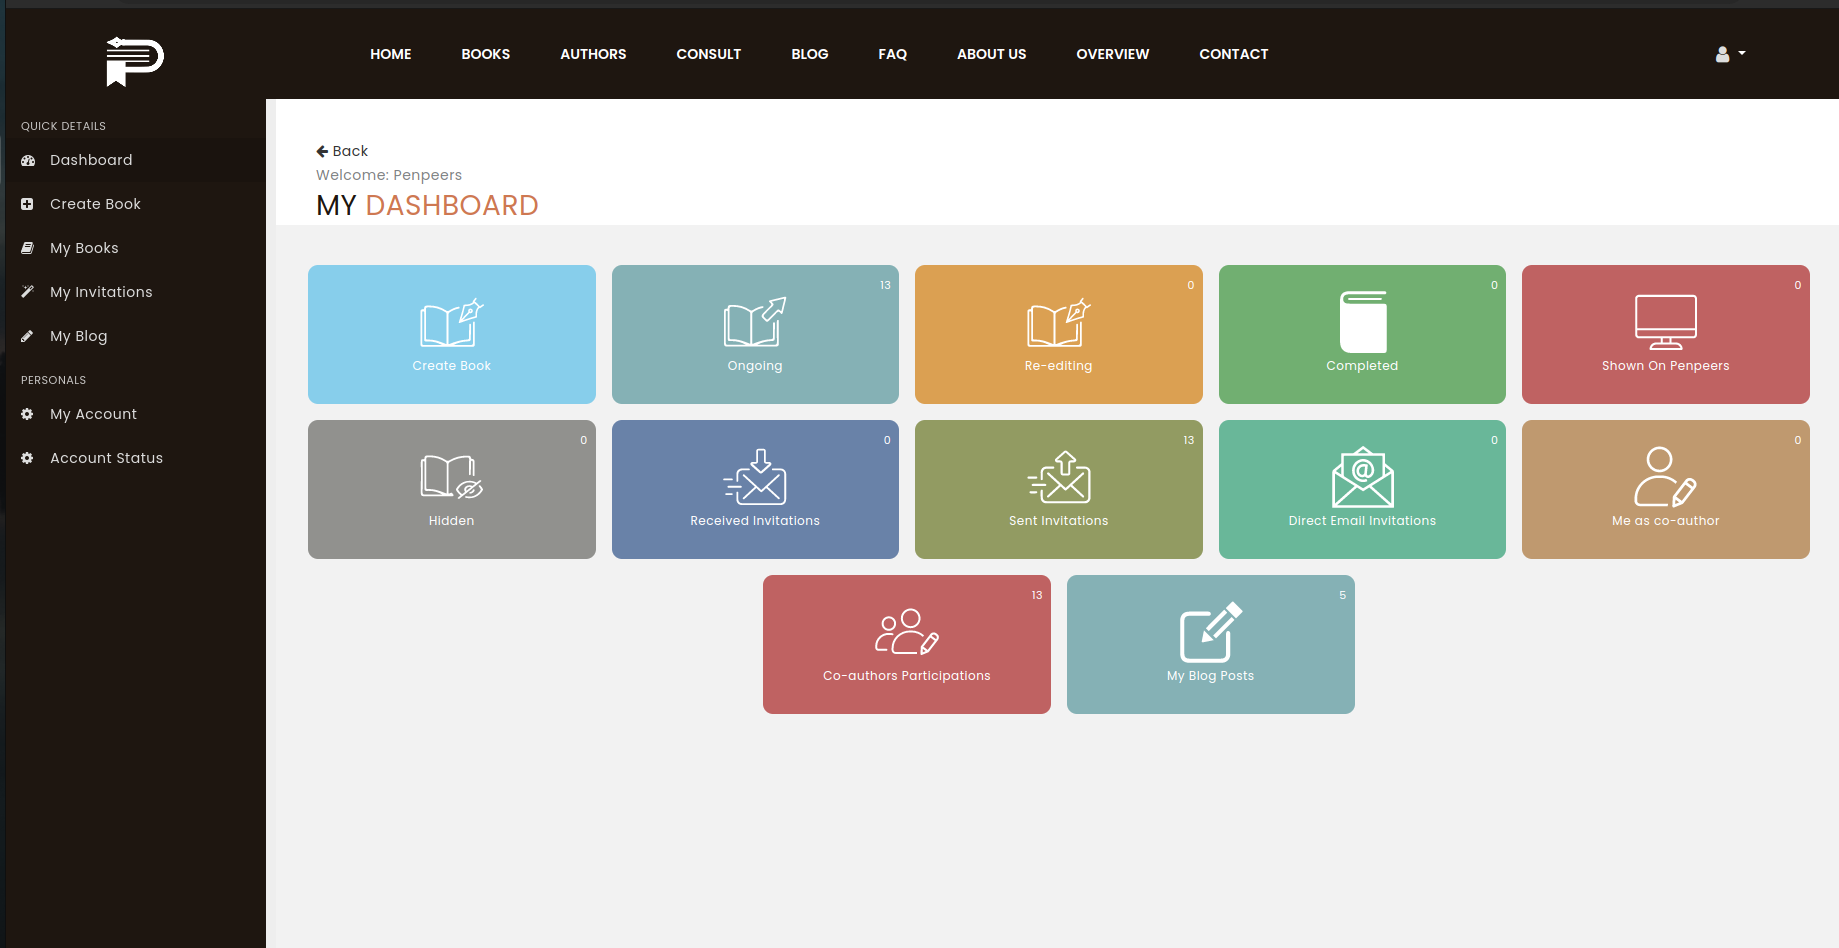 HOME BOOKS AUTHORS CONSULT BLOG FAQ ABOUT US OVERVIEW CONTACT
QUICK DETAILS
Dashboard
Create Book
My Books
My Invitations
My Blog
PERSONALS
My Account
Account Status
Back
Welcome: Penpeers
MY DASHBOARD
Create Book
13
Ongoing
0
Re-editing
0
Completed
0
Shown On Penpeers
0
Hidden
0
Received Invitations
13
Sent Invitations
0
Direct Email Invitations
0
Me as co-author
13
Co-authors Participations
5
My Blog Posts